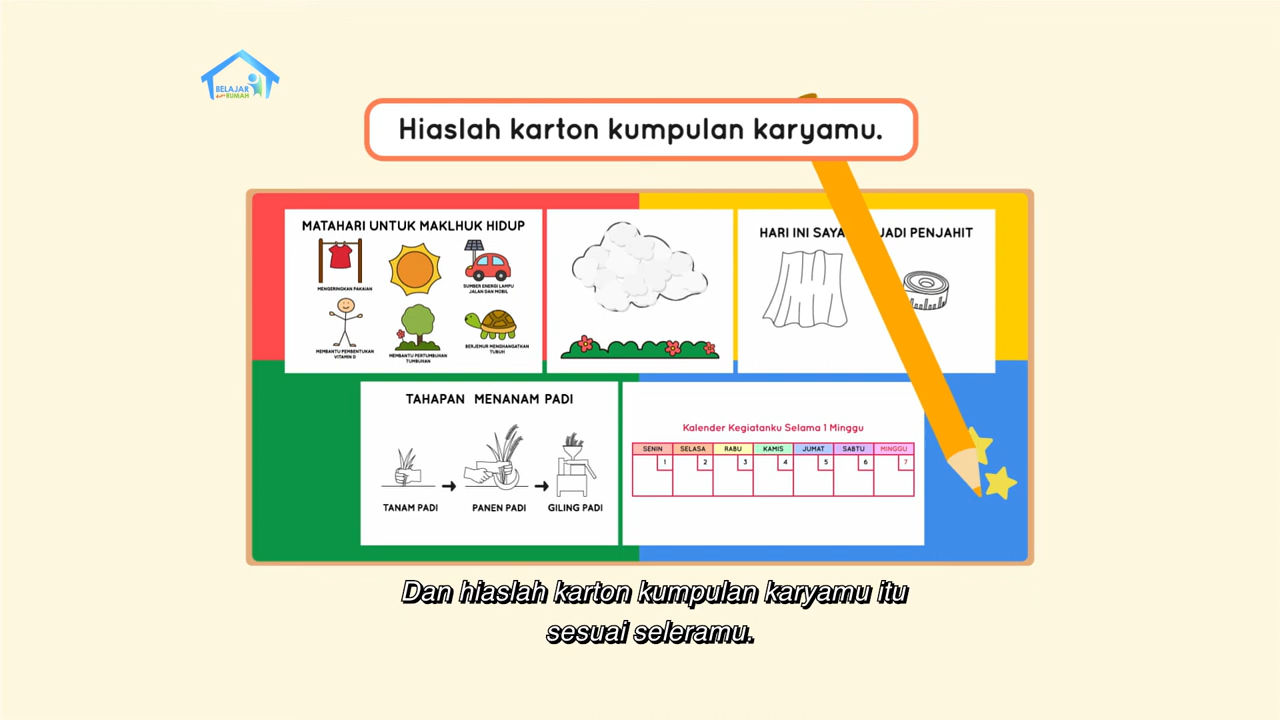 BELAJAR
dari RUMAH
Hiaslah karton kumpulan karyamu.
MATAHARI UNTUK MAKLHUK HIDUP
MENGERINGKAN PAKAIAN
SUMBER ENERGI LAMPU
JALAN DAN MOBIL
MEMBANTU PEMBENTUKAN
VITAMIN D
MEMBANTU PERTUMBUHAN
TUMBUHAN
BERJEMUR MENGHANGATKAN
TUBUH
HARI INI SAYA JADI PENJAHIT
TAHAPAN MENANAM PADI
TANAM PADI
PANEN PADI
GILING PADI
Kalender Kegiatanku Selama 1 Minggu
SENIN SELASA RABU KAMIS JUMAT SABTU MINGGU
1 2 3 4 5 6 7
Dan hiaslah karton kumpulan karyamu itu
sesuai seleramu.